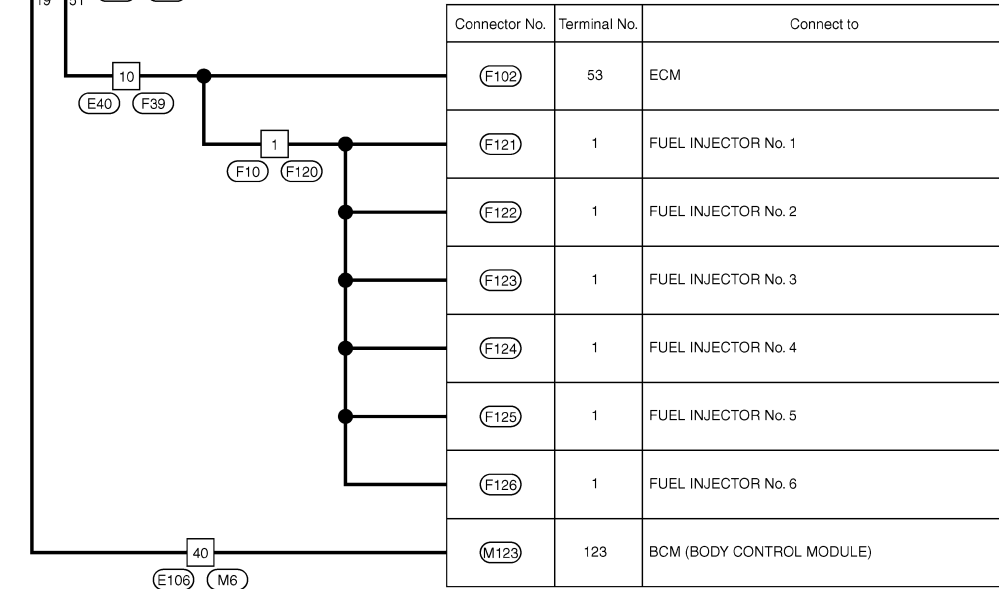 19 51
Connector No. Terminal No. Connect to
10 F102 53 ECM
E40 F39
1 F121 1 FUEL INJECTOR No. 1
F10 F120
F122 1 FUEL INJECTOR No. 2
F123 1 FUEL INJECTOR No. 3
F124 1 FUEL INJECTOR No. 4
F125 1 FUEL INJECTOR No. 5
F126 1 FUEL INJECTOR No. 6
40 M123 123 BCM (BODY CONTROL MODULE)
E106 M6